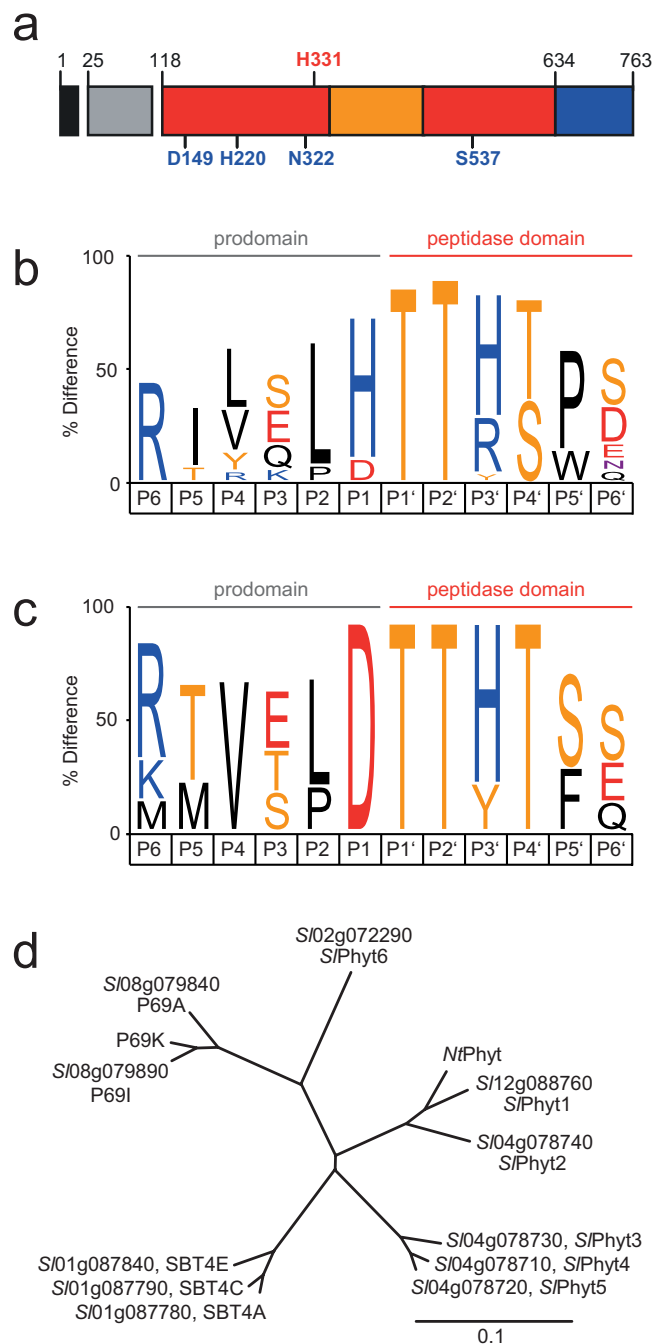 a
H331
1 25 118 634 763
D149 H220 N322 S537
b
prodomain peptidase domain
% Difference
100
50
0
R I T L V Y R S E Q K L P H D T T H R Y T S P W S D E N Q
P6 P5 P4 P3 P2 P1 P1‘ P2‘ P3‘ P4‘ P5‘ P6‘
c
prodomain peptidase domain
% Difference
100
50
0
R K M T M V E T S L P D T T H Y T S F S E Q
P6 P5 P4 P3 P2 P1 P1‘ P2‘ P3‘ P4‘ P5‘ P6‘
d
Sl02g072290
SlPhyt6
Sl08g079840
P69A
P69K
Sl08g079890
P69I
NtPhyt
Sl12g088760
SlPhyt1
Sl04g078740
SlPhyt2
Sl04g078730, SlPhyt3
Sl04g078710, SlPhyt4
Sl04g078720, SlPhyt5
Sl01g087840, SBT4E
Sl01g087790, SBT4C
Sl01g087780, SBT4A
0.1